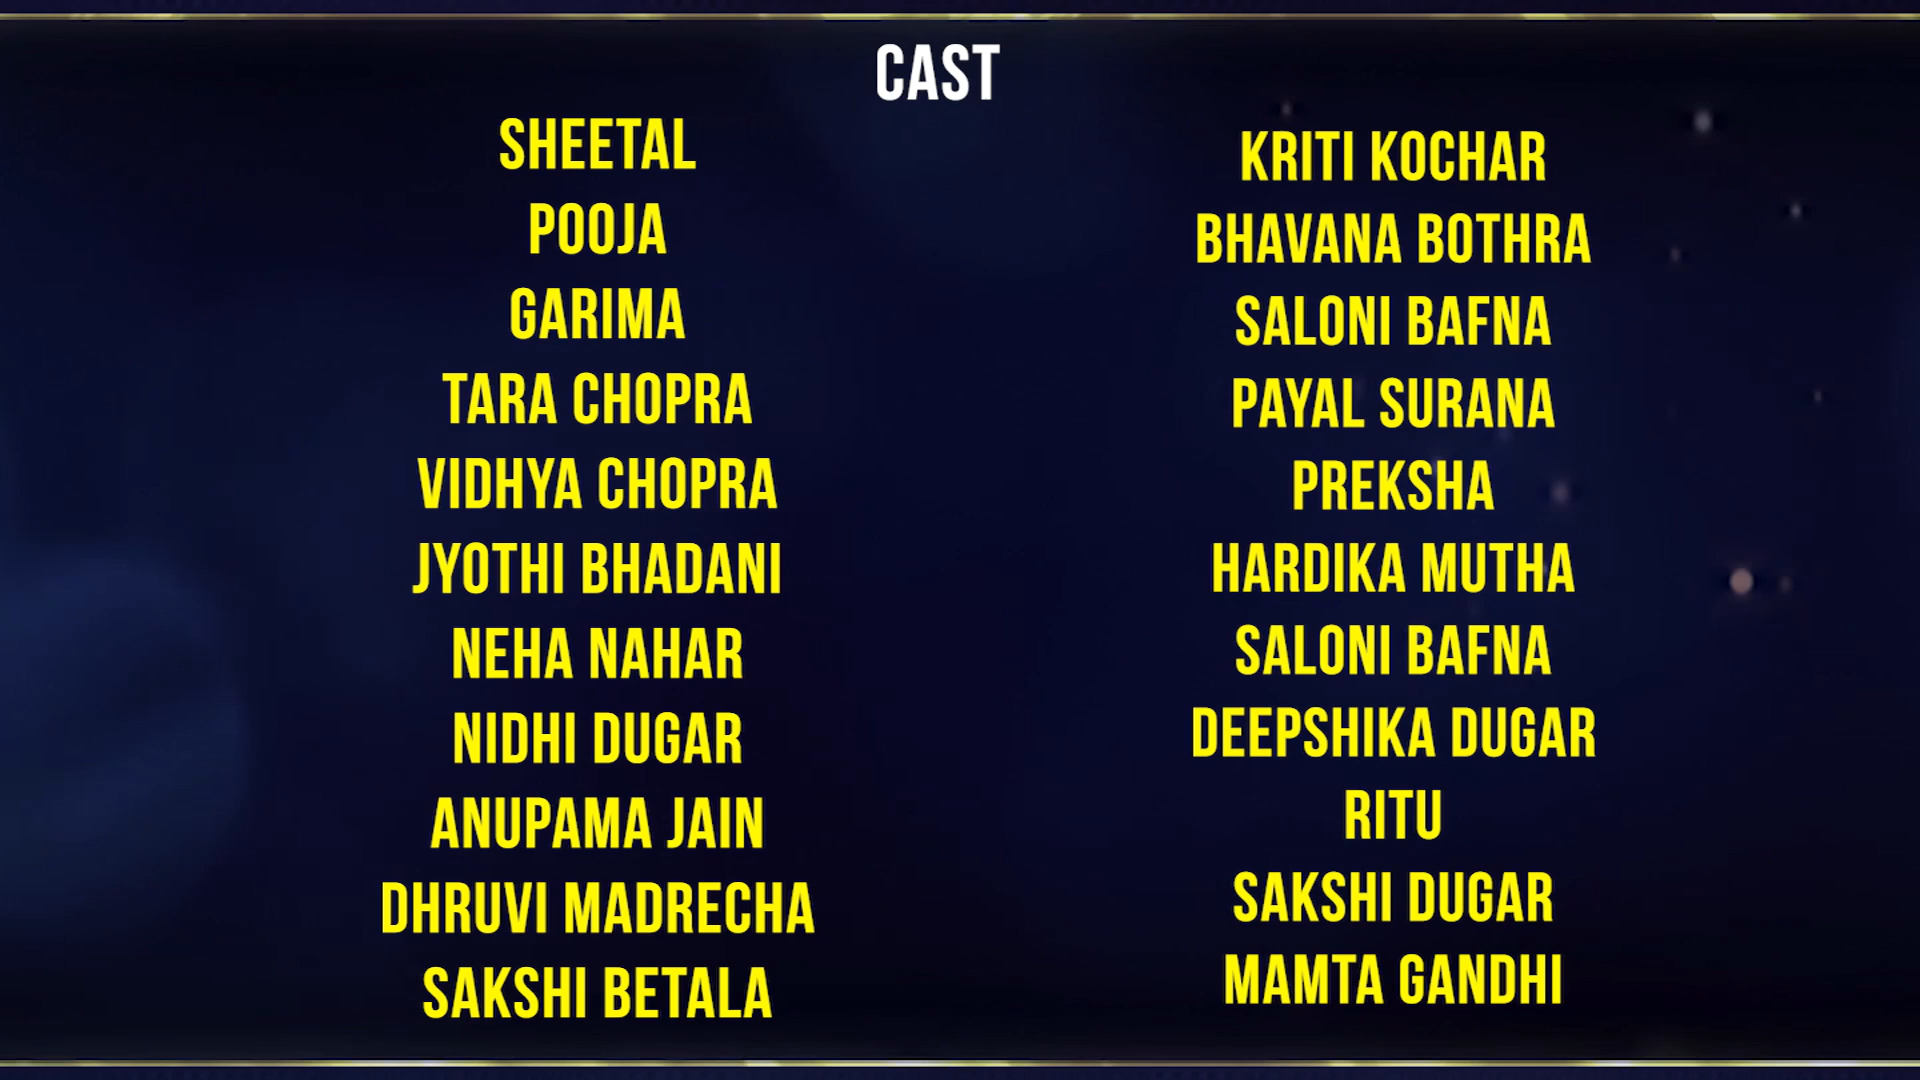 CAST
SHEETAL
POOJA
GARIMA
TARA CHOPRA
VIDHYA CHOPRA
JYOTHI BHADANI
NEHA NAHAR
NIDHI DUGAR
ANUPAMA JAIN
DHRUVI MADRECHA
SAKSHI BETALA
KRITI KOCHAR
BHAVANA BOTHRA
SALONI BAFNA
PAYAL SURANA
PREKSHA
HARDIKA MUTHA
SALONI BAFNA
DEEPSHIKA DUGAR
RITU
SAKSHI DUGAR
MAMTA GANDHI